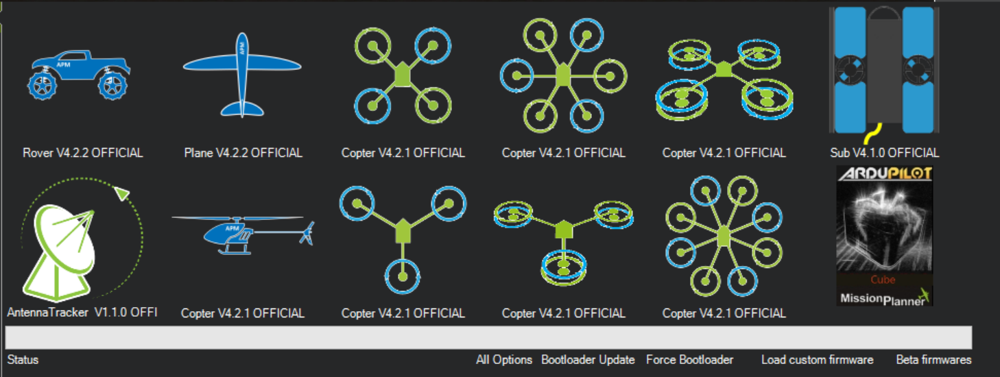 APM
APM
Rover V4.2.2 OFFICIAL
Plane V4.2.2 OFFICIAL
Copter V4.2.1 OFFICIAL
Copter V4.2.1 OFFICIAL
Copter V4.2.1 OFFICIAL
Sub V4.1.0 OFFICIAL
APM
ARDUPILOT
Cube
MissionPlanner
AntennaTracker V1.1.0 OFFI
Copter V4.2.1 OFFICIAL
Copter V4.2.1 OFFICIAL
Copter V4.2.1 OFFICIAL
Copter V4.2.1 OFFICIAL
Status
All Options
Bootloader Update
Force Bootloader
Load custom firmware
Beta firmwares